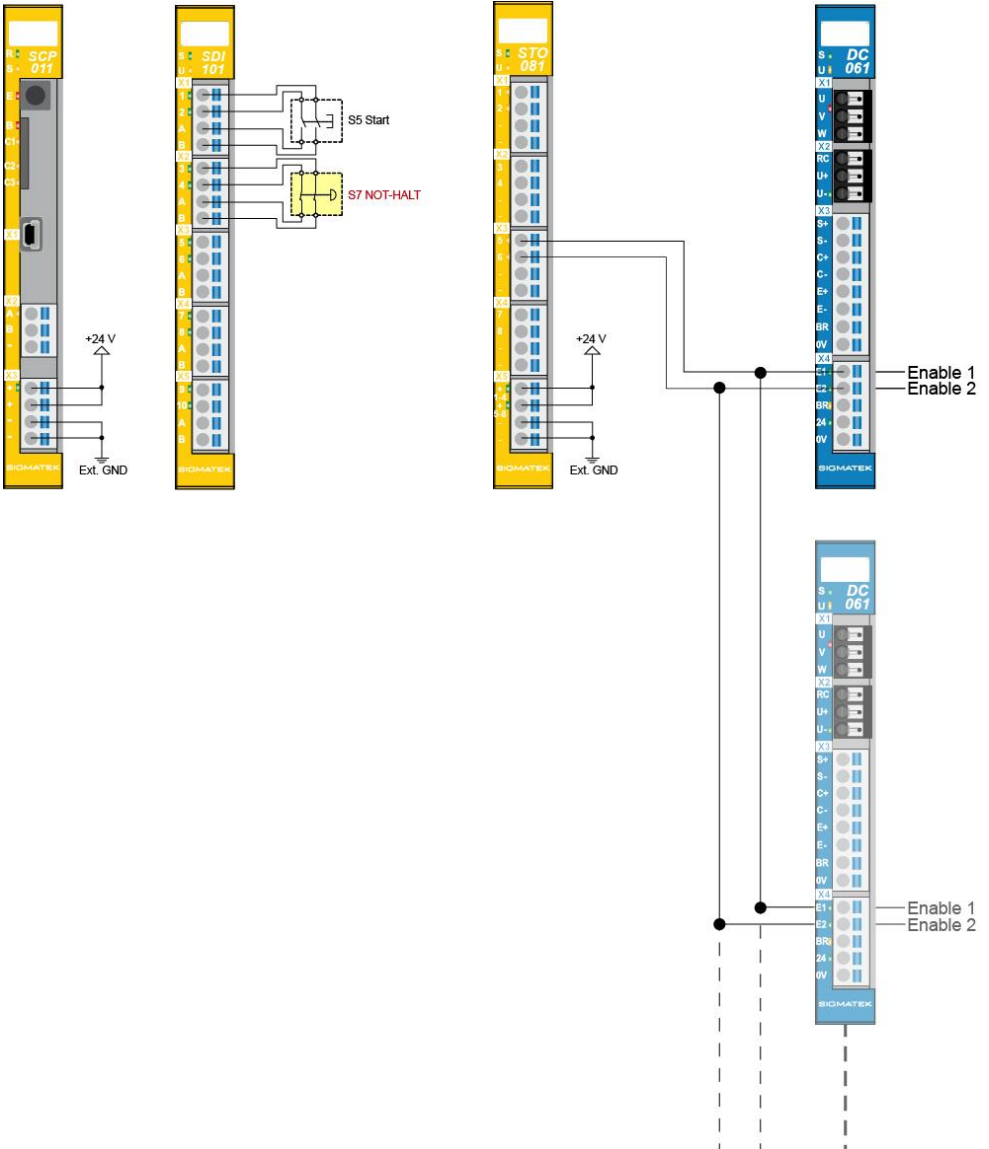 R SCP
S 011
E
B
C1
C2
C3
X1
X2
A
B
-
X3
+
+
-
-
SIGMATEK
+24 V
Ext. GND
S SDI
U 101
X1
1
2
A
B
X2
3
4
A
B
X3
5
6
A
B
X4
7
8
A
B
X5
9
10
A
B
SIGMATEK
S5 Start
S7 NOT-HALT
S STO
U 081
X1
1
2
-
-
X2
3
4
-
-
X3
5
6
-
-
X4
7
8
-
-
X5
+
1-4
+
5-8
-
-
SIGMATEK
+24 V
Ext. GND
S DC
U 061
X1
U
V
W
X2
RC
U+
U-
X3
S+
S-
C+
C-
E+
E-
BR
0V
X4
E1
E2
BR
24
0V
SIGMATEK
Enable 1
Enable 2
S DC
U 061
X1
U
V
W
X2
RC
U+
U-
X3
S+
S-
C+
C-
E+
E-
BR
0V
X4
E1
E2
BR
24
0V
SIGMATEK
Enable 1
Enable 2